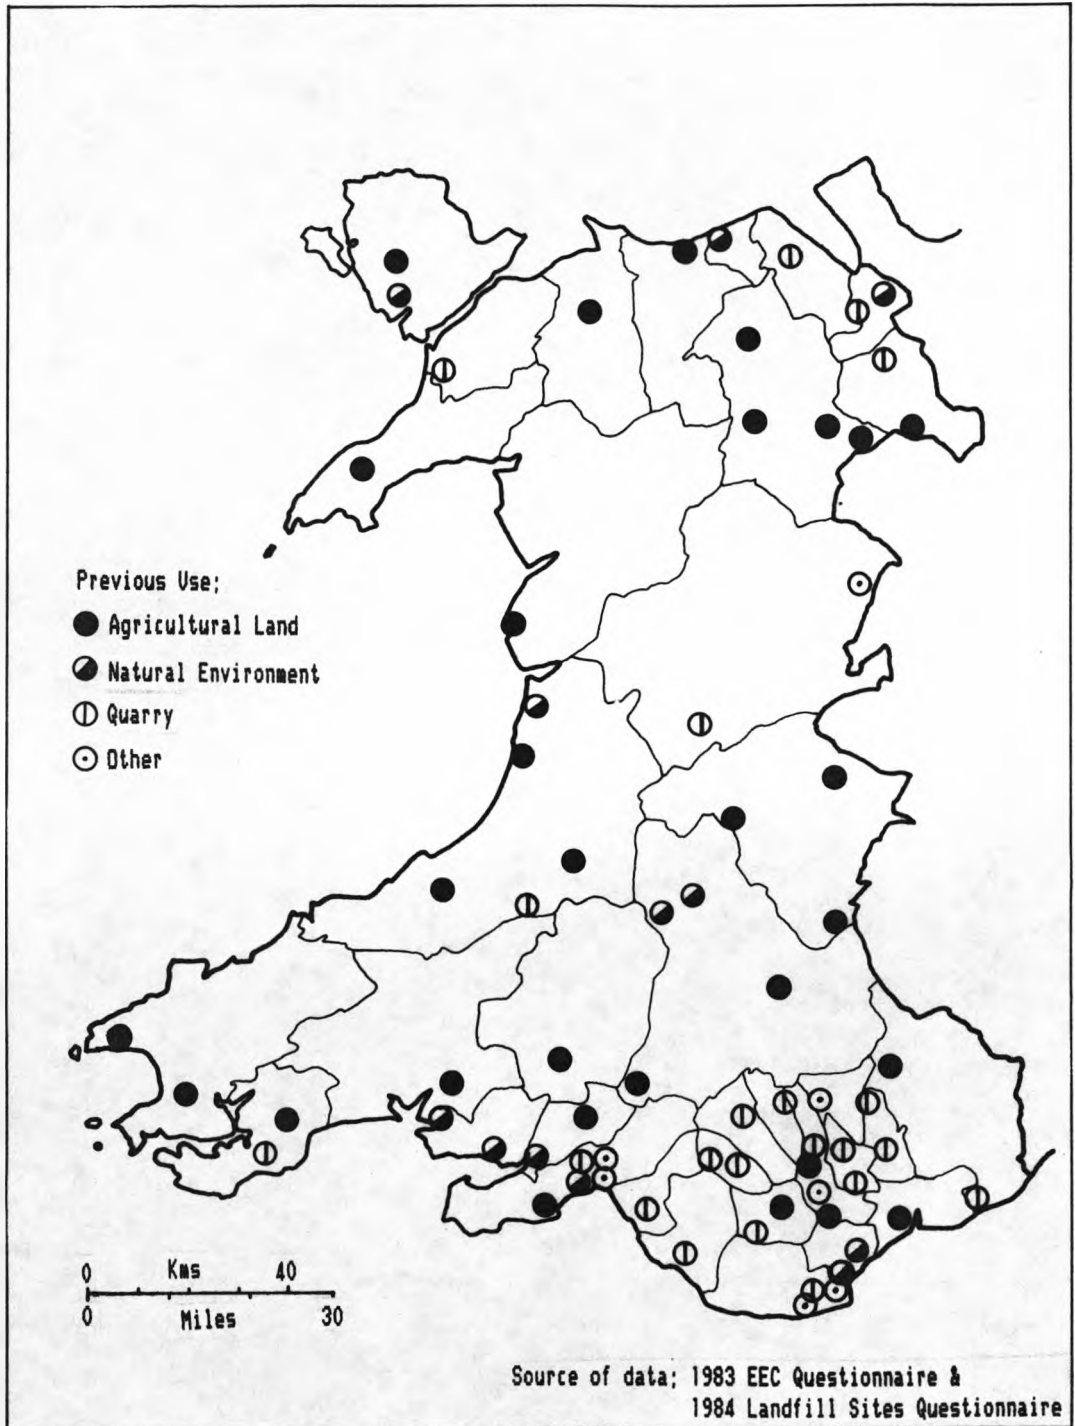 Previous Use;
Agricultural Land
Natural Environment
Quarry
Other
0 Kms 40
0 Miles 30
Source of data; 1983 EEC Questionnaire &
1984 Landfill Sites Questionnaire